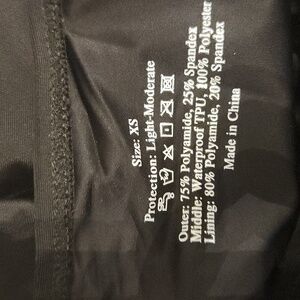 Size: XS
Protection: Light-Moderate
Outer: 75% Polyamide, 25% Spandex
Middle: Waterproof TPU, 100% Polyester
Lining: 80% Polyamide, 20% Spandex
Made in China